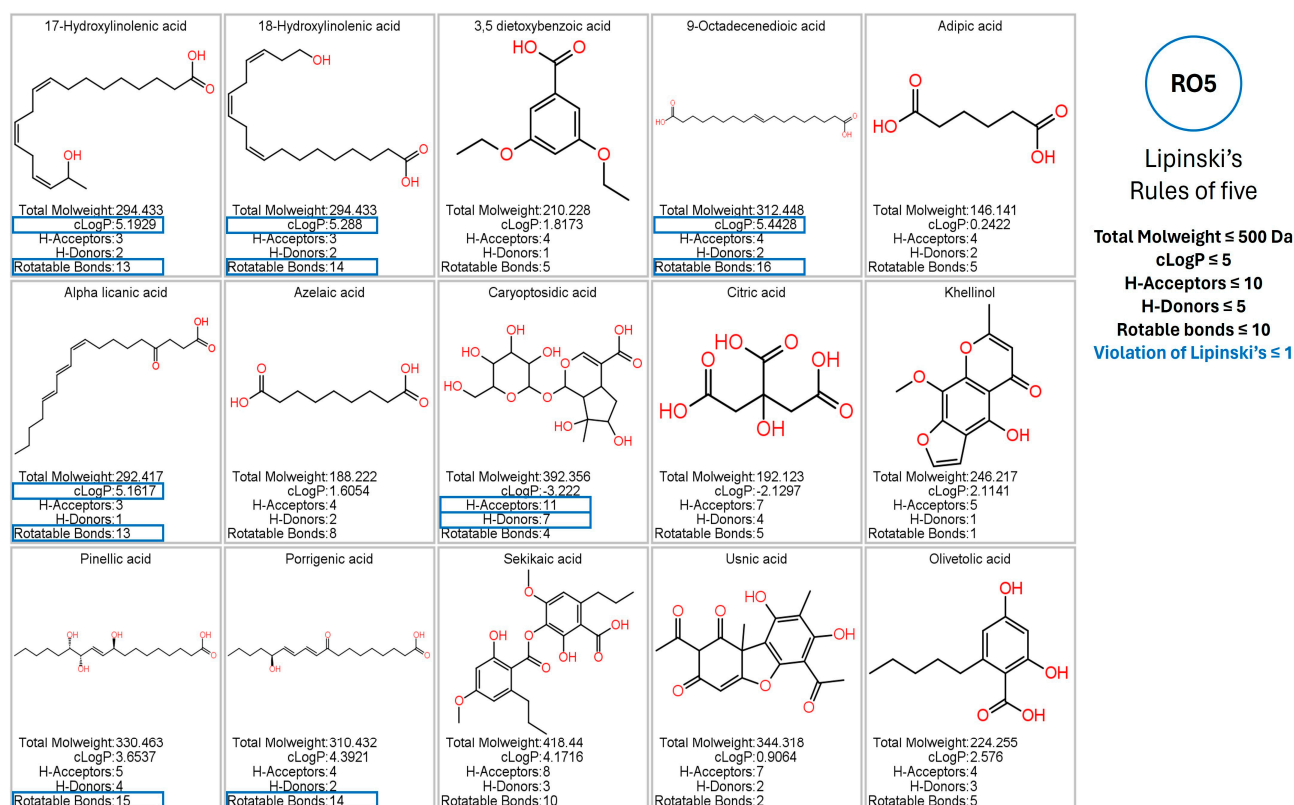 17-Hydroxylinolenic acid
OH
O
OH
Total Molweight:294.433
cLogP:5.1929
H-Acceptors:3
H-Donors:2
Rotatable Bonds:13
18-Hydroxylinolenic acid
OH
O
OH
Total Molweight:294.433
cLogP:5.288
H-Acceptors:3
H-Donors:2
Rotatable Bonds:14
3,5 dietoxybenzoic acid
HO
O
O
O
Total Molweight:210.228
cLogP:1.8173
H-Acceptors:4
H-Donors:1
Rotatable Bonds:5
9-Octadecenedioic acid
O
HO
O
OH
Total Molweight:312.448
cLogP:5.4428
H-Acceptors:4
H-Donors:2
Rotatable Bonds:16
Adipic acid
O
HO
O
OH
Total Molweight:146.141
cLogP:0.2422
H-Acceptors:4
H-Donors:2
Rotatable Bonds:5
Alpha licanic acid
OH
O
O
Total Molweight:292.417
cLogP:5.1617
H-Acceptors:3
H-Donors:1
Rotatable Bonds:13
Azelaic acid
O
HO
OH
O
Total Molweight:188.222
cLogP:1.6054
H-Acceptors:4
H-Donors:2
Rotatable Bonds:8
Caryoptosidic acid
OH
OH
HO
OH
O
O
HO
O
O
HO
OH
Total Molweight:392.356
cLogP:-3.222
H-Acceptors:11
H-Donors:7
Rotatable Bonds:4
Citric acid
HO
O
O
OH
HO
O
OH
Total Molweight:192.123
cLogP:-2.1297
H-Acceptors:7
H-Donors:4
Rotatable Bonds:5
Khellinol
O
O
O
OH
O
Total Molweight:246.217
cLogP:2.1141
H-Acceptors:5
H-Donors:1
Rotatable Bonds:1
Pinellic acid
OH
OH
OH
O
OH
Total Molweight:330.463
cLogP:3.6537
H-Acceptors:5
H-Donors:4
Rotatable Bonds:15
Porrigenic acid
O
OH
O
OH
Total Molweight:310.432
cLogP:4.3921
H-Acceptors:4
H-Donors:2
Rotatable Bonds:14
Sekikaic acid
O
OH
O
OH
OH
O
O
O
Total Molweight:418.44
cLogP:4.1716
H-Acceptors:8
H-Donors:3
Rotatable Bonds:10
Usnic acid
HO
O
O
OH
O
O
O
Total Molweight:344.318
cLogP:0.9064
H-Acceptors:7
H-Donors:2
Rotatable Bonds:2
Olivetolic acid
OH
OH
O
OH
Total Molweight:224.255
cLogP:2.576
H-Acceptors:4
H-Donors:3
Rotatable Bonds:5
RO5
Lipinski's
Rules of five
Total Molweight ≤ 500 Da
cLogP ≤ 5
H-Acceptors ≤ 10
H-Donors ≤ 5
Rotable bonds ≤ 10
Violation of Lipinski's ≤ 1